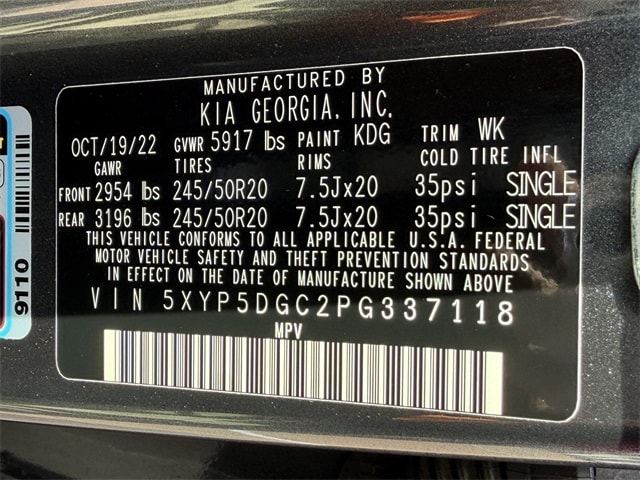 MANUFACTURED BY
KIA GEORGIA, INC.
OCT/19/22 GVWR 5917 lbs PAINT KDG TRIM WK
GAWR TIRES RIMS COLD TIRE INFL
FRONT 2954 lbs 245/50R20 7.5Jx20 35psi SINGLE
REAR 3196 lbs 245/50R20 7.5Jx20 35psi SINGLE
THIS VEHICLE CONFORMS TO ALL APPLICABLE U.S.A. FEDERAL
MOTOR VEHICLE SAFETY AND THEFT PREVENTION STANDARDS
IN EFFECT ON THE DATE OF MANUFACTURE SHOWN ABOVE
VIN 5XYP5DGC2PG337118
MPV
9110